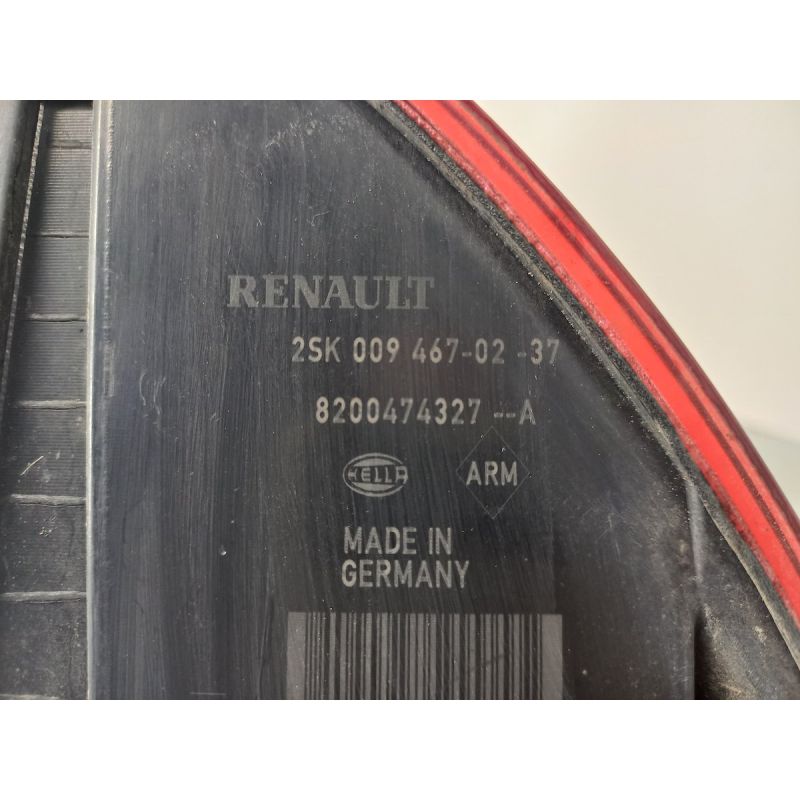 RENAULT
2SK 009 467-02 -37
8200474327 --A
HELLA ARM
MADE IN
GERMANY